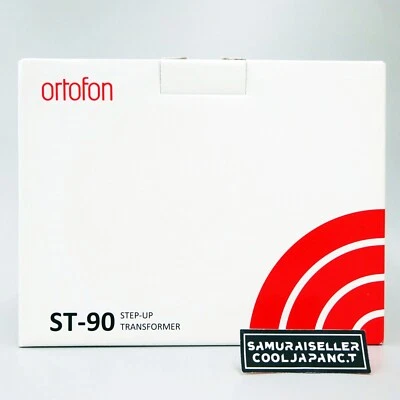 ortofon
ST-90
STEP-UP
TRANSFORMER
SAMURAISELLER
COOLJAPANC.T